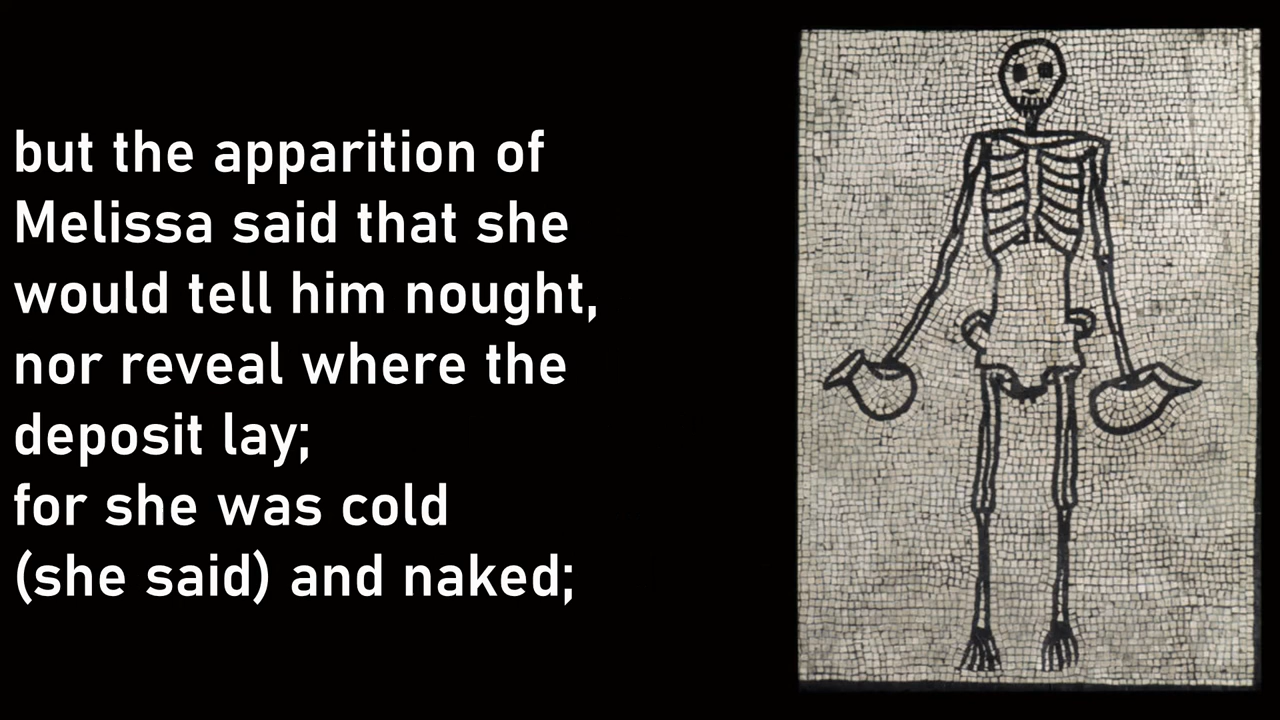 but the apparition of
Melissa said that she
would tell him nought,
nor reveal where the
deposit lay;
for she was cold
(she said) and naked;